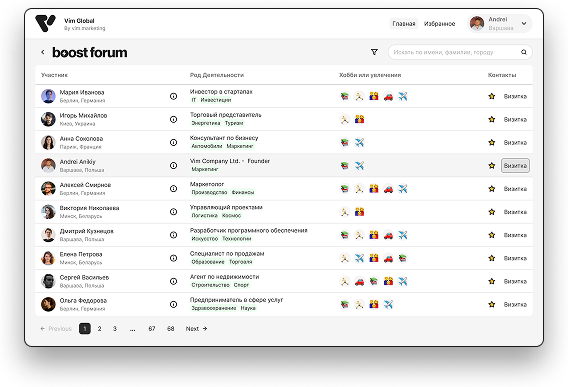 Vim Global
By vim:marketing
Главная Избранное
Andrei
Варшава
boost forum
Искать по имени, фамилии, городу
Участник Род Деятельности Хобби или увлечения Контакты
Мария Иванова
Берлин, Германия
Инвестор в стартапах
IT Инвестиции
Визитка
Игорь Михайлов
Киев, Украина
Торговый представитель
Энергетика Туризм
Визитка
Анна Соколова
Париж, Франция
Консультант по бизнесу
Автомобили Маркетинг
Визитка
Andrei Anikiy
Варшава, Польша
Vim Company Ltd. - Founder
Маркетинг
Визитка
Алексей Смирнов
Берлин, Германия
Маркетолог
Производство Финансы
Визитка
Виктория Николаева
Минск, Беларусь
Управляющий проектами
Логистика Космос
Визитка
Дмитрий Кузнецов
Варшава, Польша
Разработчик программного обеспечения
Искусство Технологии
Визитка
Елена Петрова
Минск, Беларусь
Специалист по продажам
Образование Торговля
Визитка
Сергей Васильев
Варшава, Польша
Агент по недвижимости
Строительство Спорт
Визитка
Ольга Федорова
Берлин, Германия
Предприниматель в сфере услуг
Здравоохранение Наука
Визитка
← Previous 1 2 3 ... 67 68 Next →